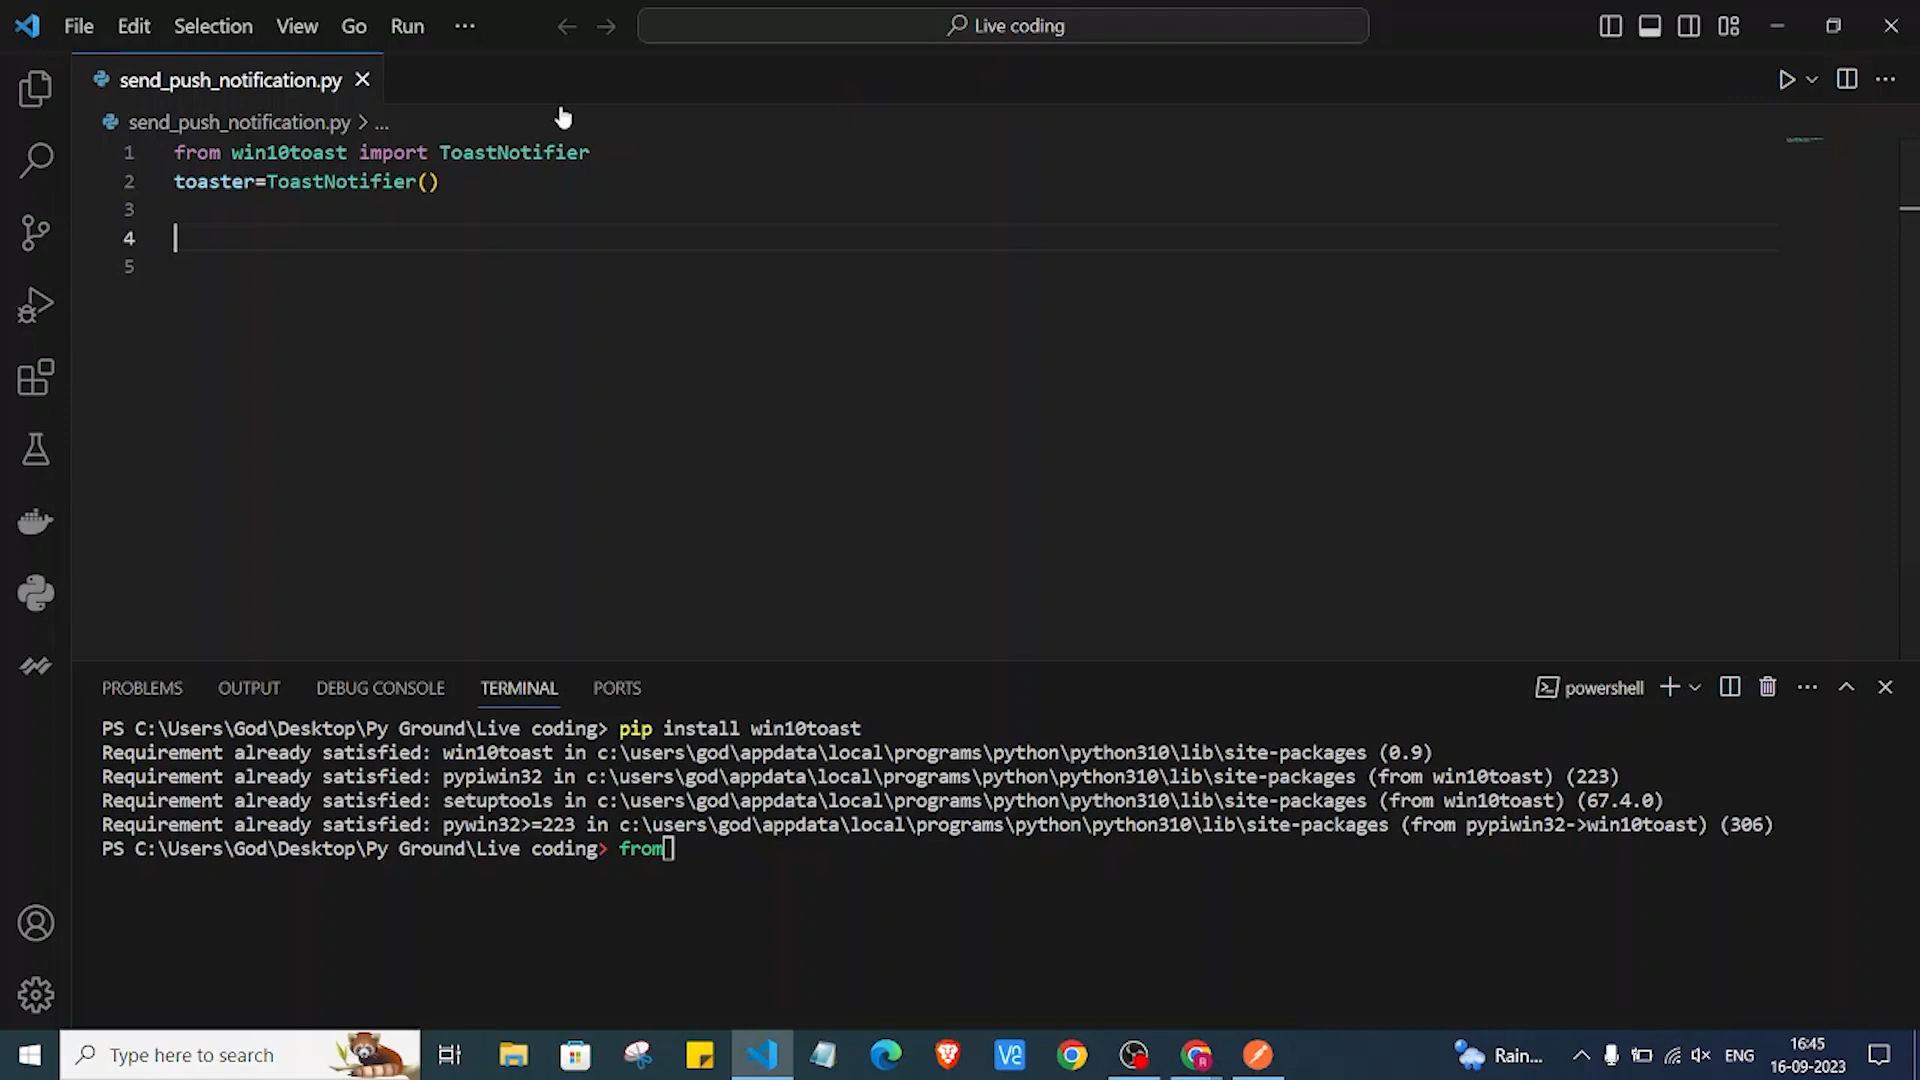 File Edit Selection View Go Run ··· Live coding
send_push_notification.py
send_push_notification.py > ...
1 from win10toast import ToastNotifier
2 toaster=ToastNotifier()
3
4
5
PROBLEMS OUTPUT DEBUG CONSOLE TERMINAL PORTS powershell
PS C:\Users\God\Desktop\Py Ground\Live coding> pip install win10toast
Requirement already satisfied: win10toast in c:\users\god\appdata\local\programs\python\python310\lib\site-packages (0.9)
Requirement already satisfied: pypiwin32 in c:\users\god\appdata\local\programs\python\python310\lib\site-packages (from win10toast) (223)
Requirement already satisfied: setuptools in c:\users\god\appdata\local\programs\python\python310\lib\site-packages (from win10toast) (67.4.0)
Requirement already satisfied: pywin32>=223 in c:\users\god\appdata\local\programs\python\python310\lib\site-packages (from pypiwin32->win10toast) (306)
PS C:\Users\God\Desktop\Py Ground\Live coding> from
Type here to search Rain... ENG 16:45
16-09-2023